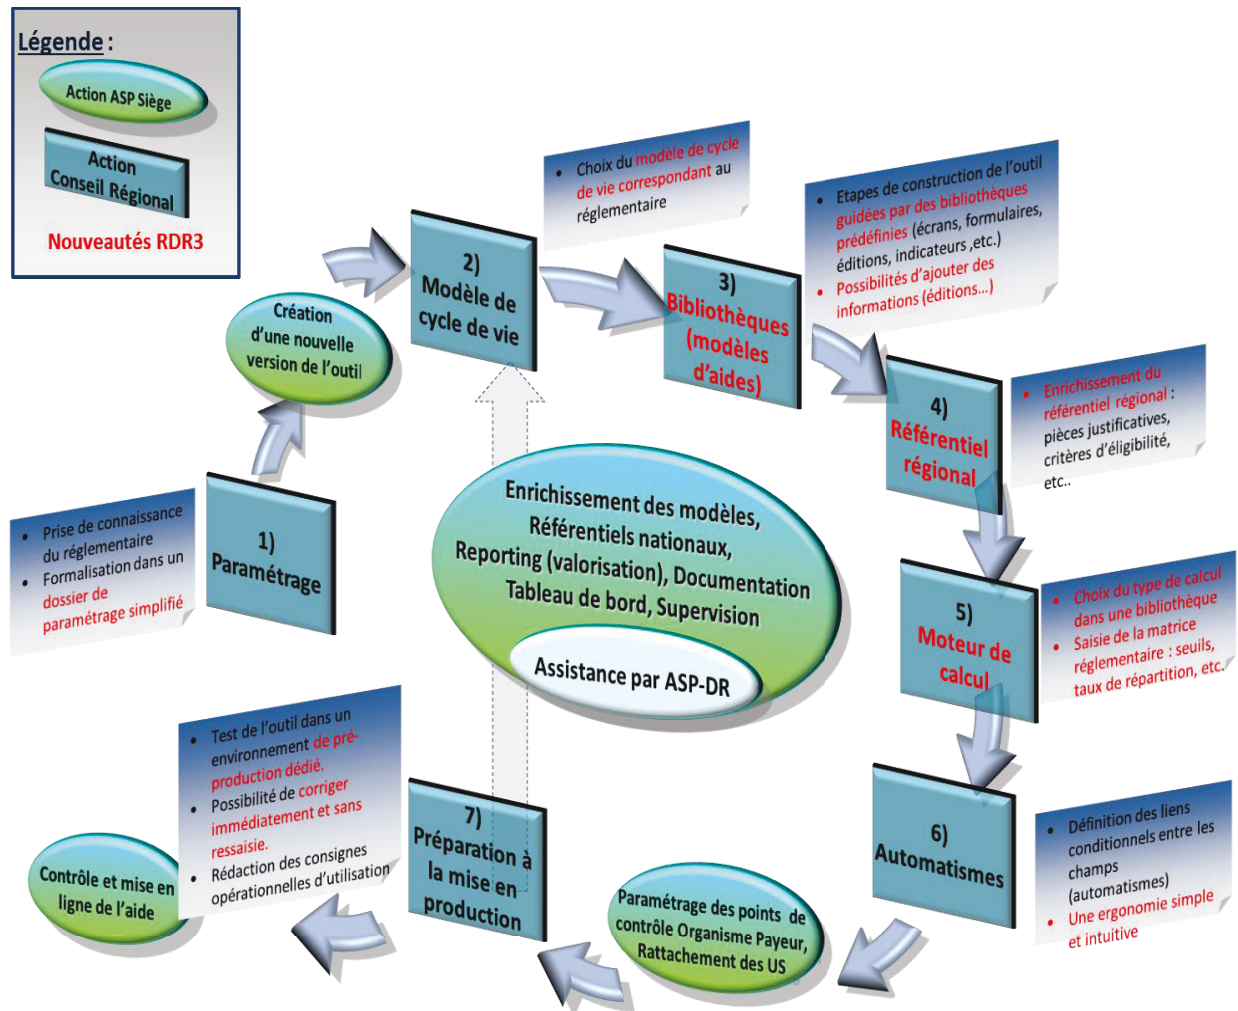 Légende :
Action ASP Siège
Action
Conseil Régional
Nouveautés RDR3
• Prise de connaissance
du réglementaire
• Formalisation dans un
dossier de
paramétrage simplifié
1)
Paramétrage
Création
d’une nouvelle
version de l’outil
2)
Modèle de
cycle de vie
• Choix du modèle de cycle
de vie correspondant au
réglementaire
3)
Bibliothèques
(modèles
d’aides)
• Etapes de construction de l’outil
guidées par des bibliothèques
prédéfinies (écrans, formulaires,
éditions, indicateurs ,etc.)
• Possibilités d’ajouter des
informations (éditions…)
4)
Référentiel
régional
• Enrichissement du
référentiel régional :
pièces justificatives,
critères d’éligibilité,
etc..
5)
Moteur de
calcul
• Choix du type de calcul
dans une bibliothèque
• Saisie de la matrice
réglementaire : seuils,
taux de répartition, etc.
6)
Automatismes
• Définition des liens
conditionnels entre les
champs
(automatismes)
• Une ergonomie simple
et intuitive
Paramétrage des points de
contrôle Organisme Payeur,
Rattachement des US
7)
Préparation à
la mise en
production
• Test de l’outil dans un
environnement de pré-
production dédié.
• Possibilité de corriger
immédiatement et sans
ressaisie.
• Rédaction des consignes
opérationnelles d’utilisation
Contrôle et mise en
ligne de l’aide
Enrichissement des modèles,
Référentiels nationaux,
Reporting (valorisation), Documentation
Tableau de bord, Supervision
Assistance par ASP-DR